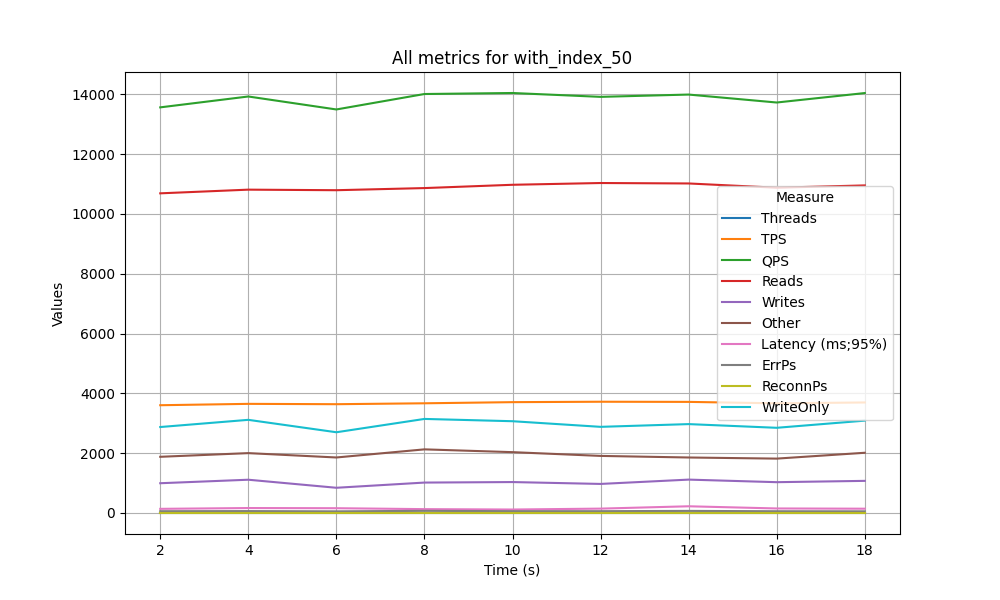 All metrics for with_index_50
14000
12000
10000
8000
6000
4000
2000
0
Values
Measure
Threads
TPS
QPS
Reads
Writes
Other
Latency (ms;95%)
ErrPs
ReconnPs
WriteOnly
2 4 6 8 10 12 14 16 18
Time (s)